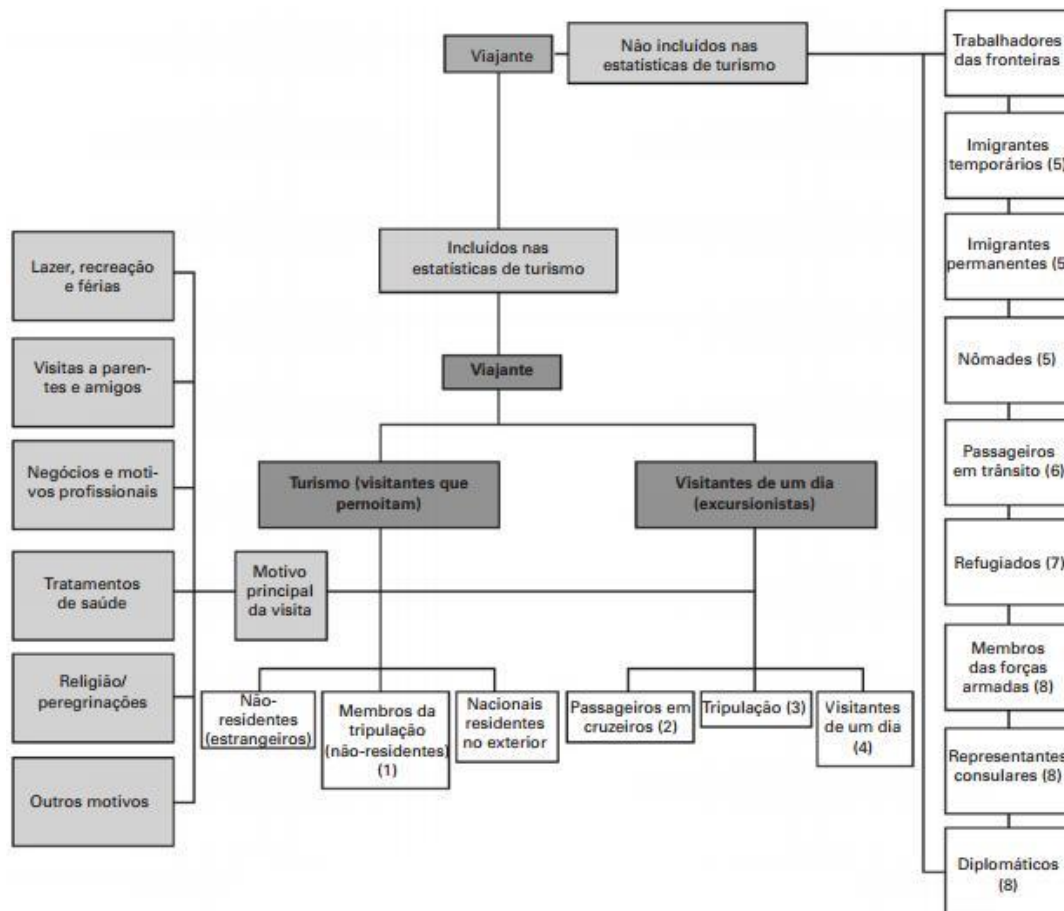 Viajante
Não incluídos nas
estatísticas de turismo
Trabalhadores
das fronteiras
Imigrantes
temporários (5)
Imigrantes
permanentes (5
Nômades (5)
Passageiros
em trânsito (6)
Refugiados (7)
Membros
das forças
armadas (8)
Representantes
consulares (8)
Diplomáticos
(8)
Incluídos nas
estatísticas de turismo
Viajante
Turismo (visitantes que
pernoitam)
Visitantes de um dia
(excursionistas)
Lazer, recreação
e férias
Visitas a paren-
tes e amigos
Negócios e moti-
vos profissionais
Tratamentos
de saúde
Religião/
peregrinações
Outros motivos
Motivo
principal
da visita
Não-
residentes
(estrangeiros)
Membros da
tripulação
(não-residentes)
(1)
Nacionais
residentes
no exterior
Passageiros em
cruzeiros (2)
Tripulação (3)
Visitantes
de um dia
(4)